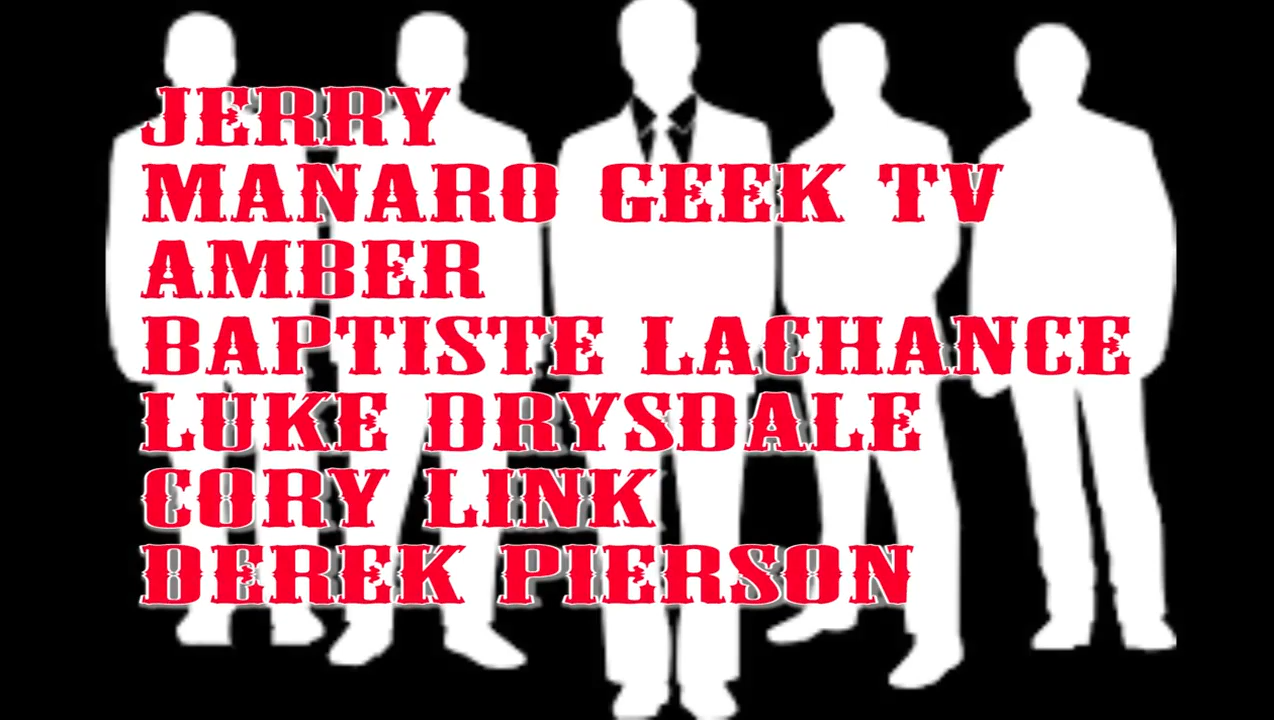 JERRY
MANARO GEEK TV
AMBER
BAPTISTE LACHANCE
LUKE DRYSDALE
CORY LINK
DEREK PIERSON